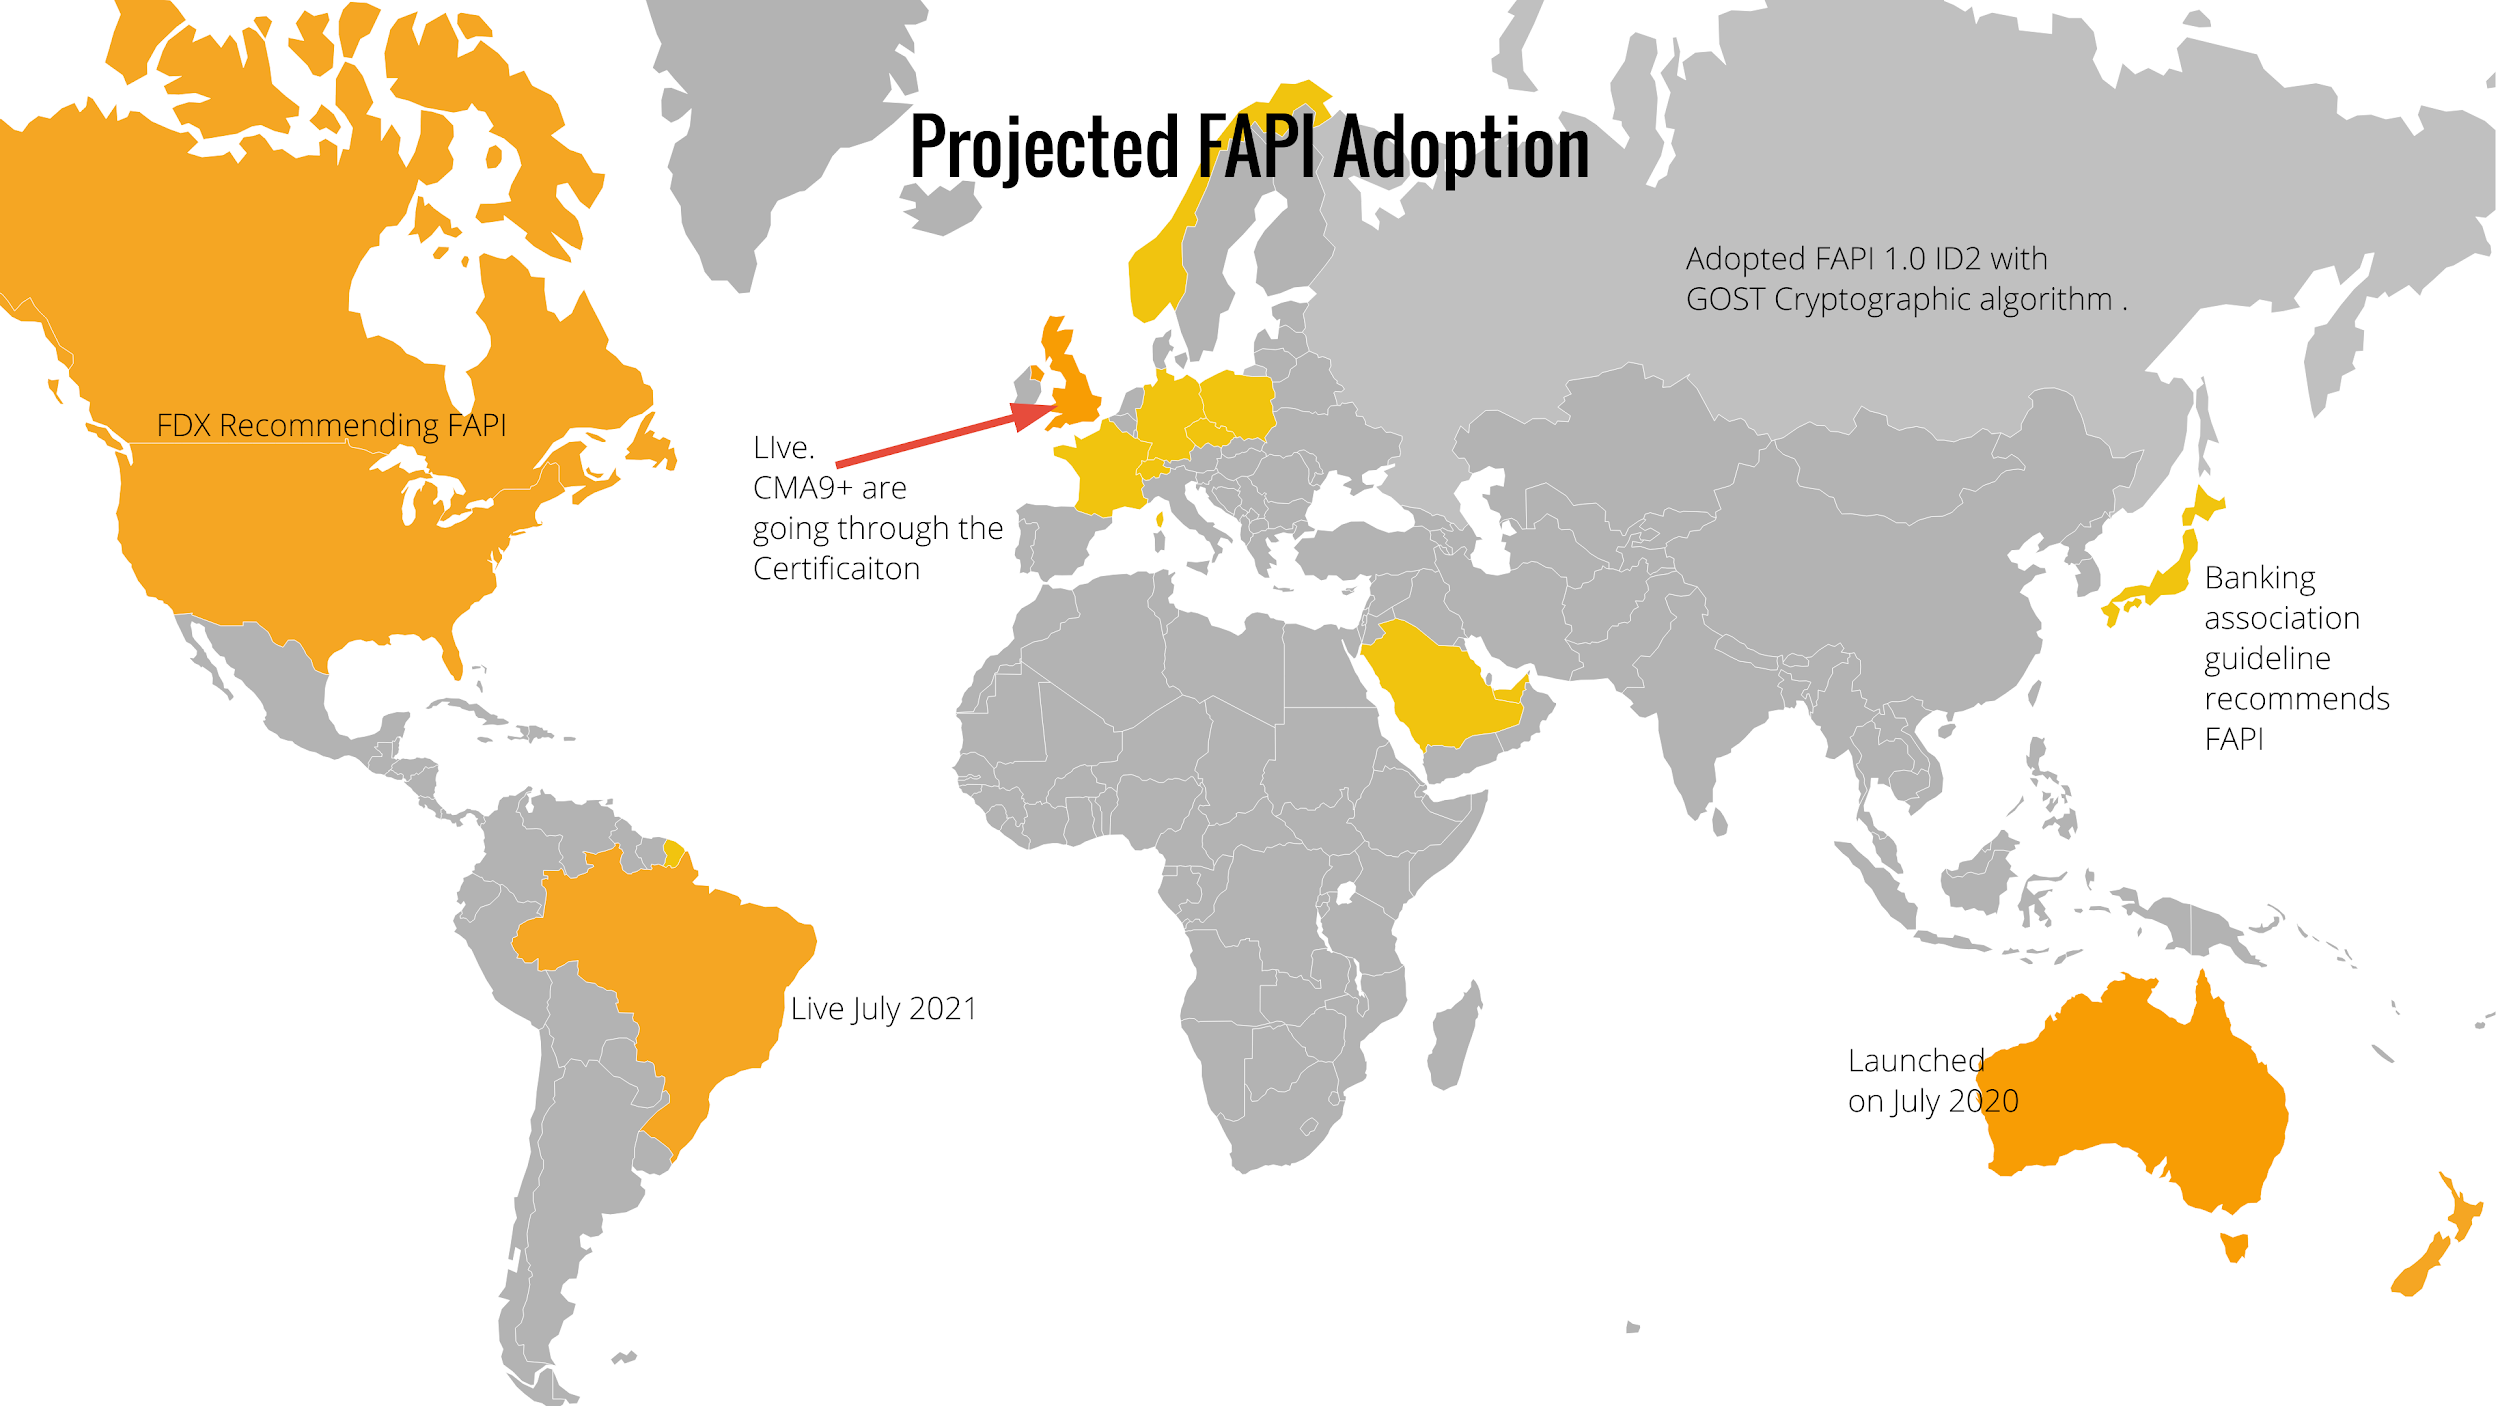 Projected FAPI Adoption
Adopted FAPI 1.0 ID2 with
GOST Cryptographic algorithm .
FDX Recommending FAPI
LIve.
CMA9+ are
going through the
Certificaiton
Banking
association
guideline
recommends
FAPI
Live July 2021
Launched
on July 2020